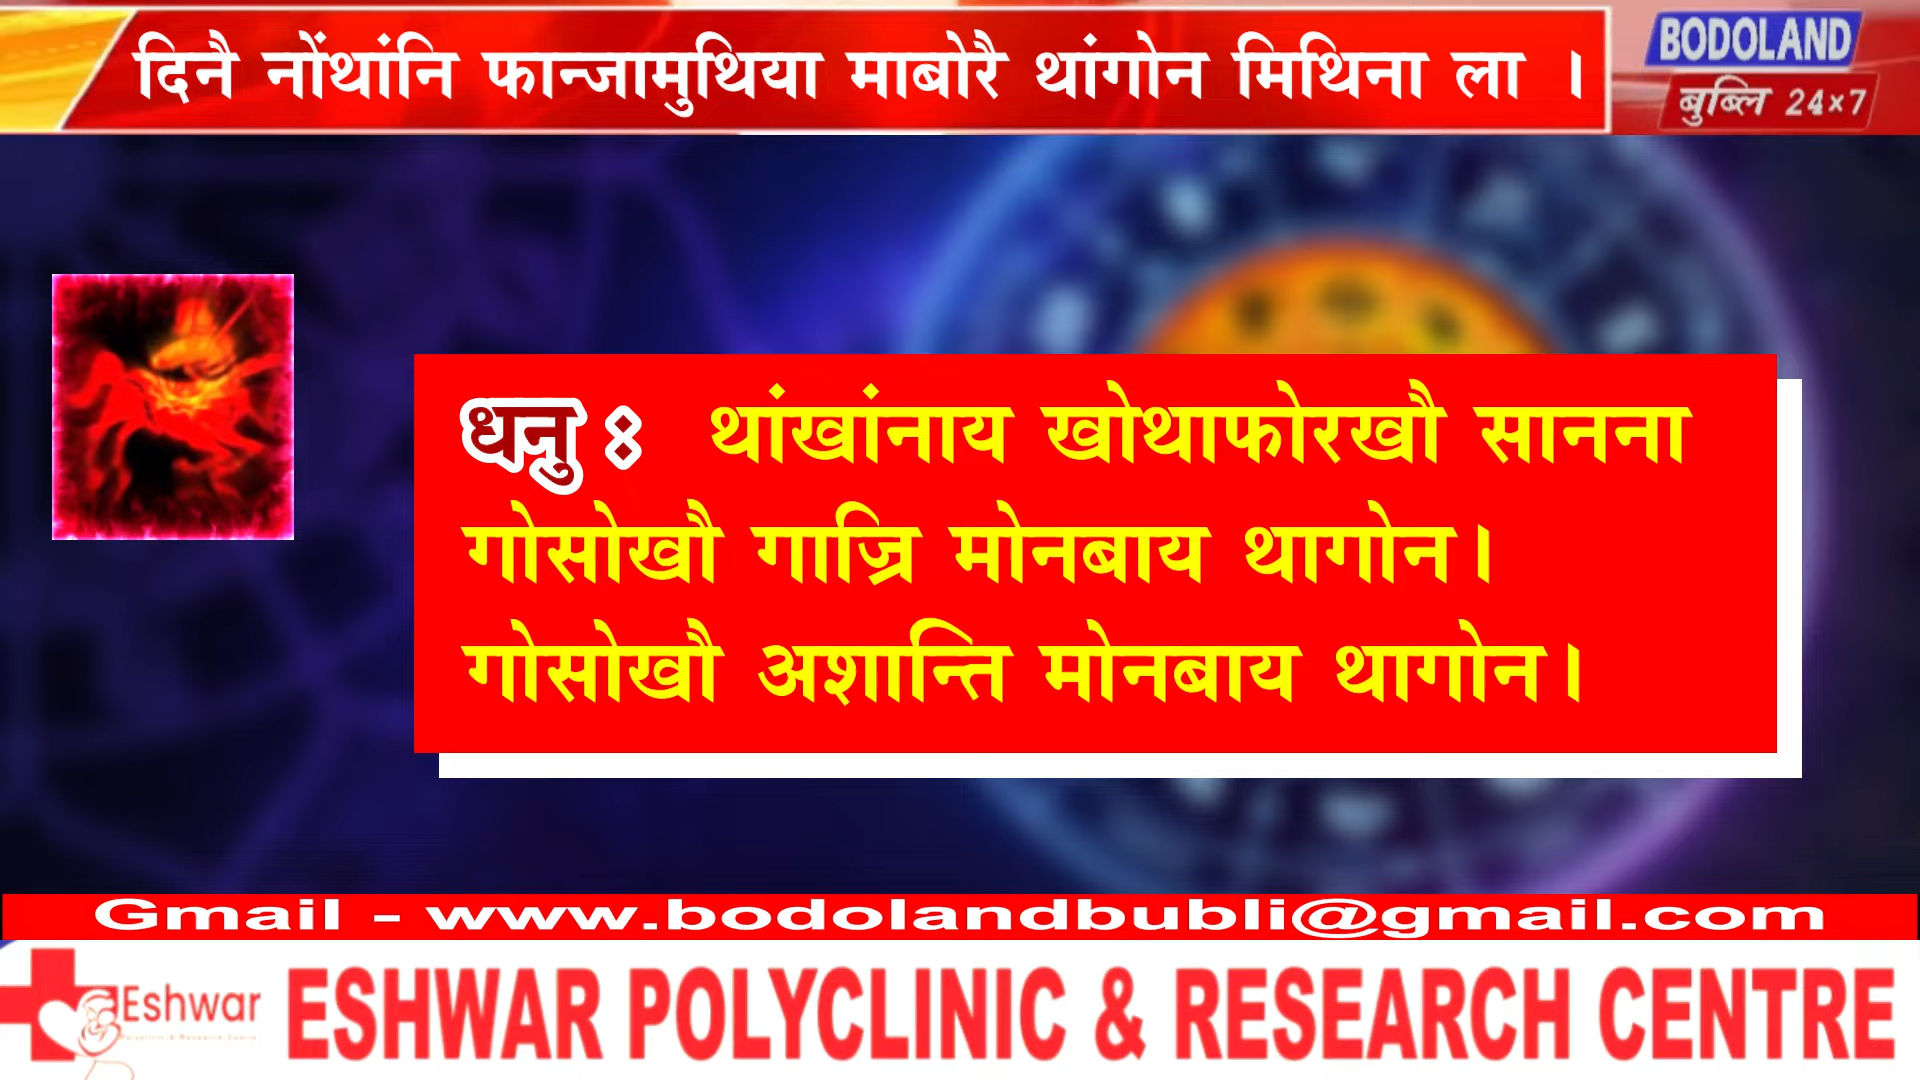 दिनै नोंथांनि फान्जामुथिया माबोरै थांगोन मिथिना ला ।
BODOLAND
बुब्लि 24×7
धनु : थांखांनाय खोथाफोरखौ सानना
गोसोखौ गाज्रि मोनबाय थागोन।
गोसोखौ अशान्ति मोनबाय थागोन।
Gmail - www.bodolandbubli@gmail.com
Eshwar
ESHWAR POLYCLINIC & RESEARCH CENTRE